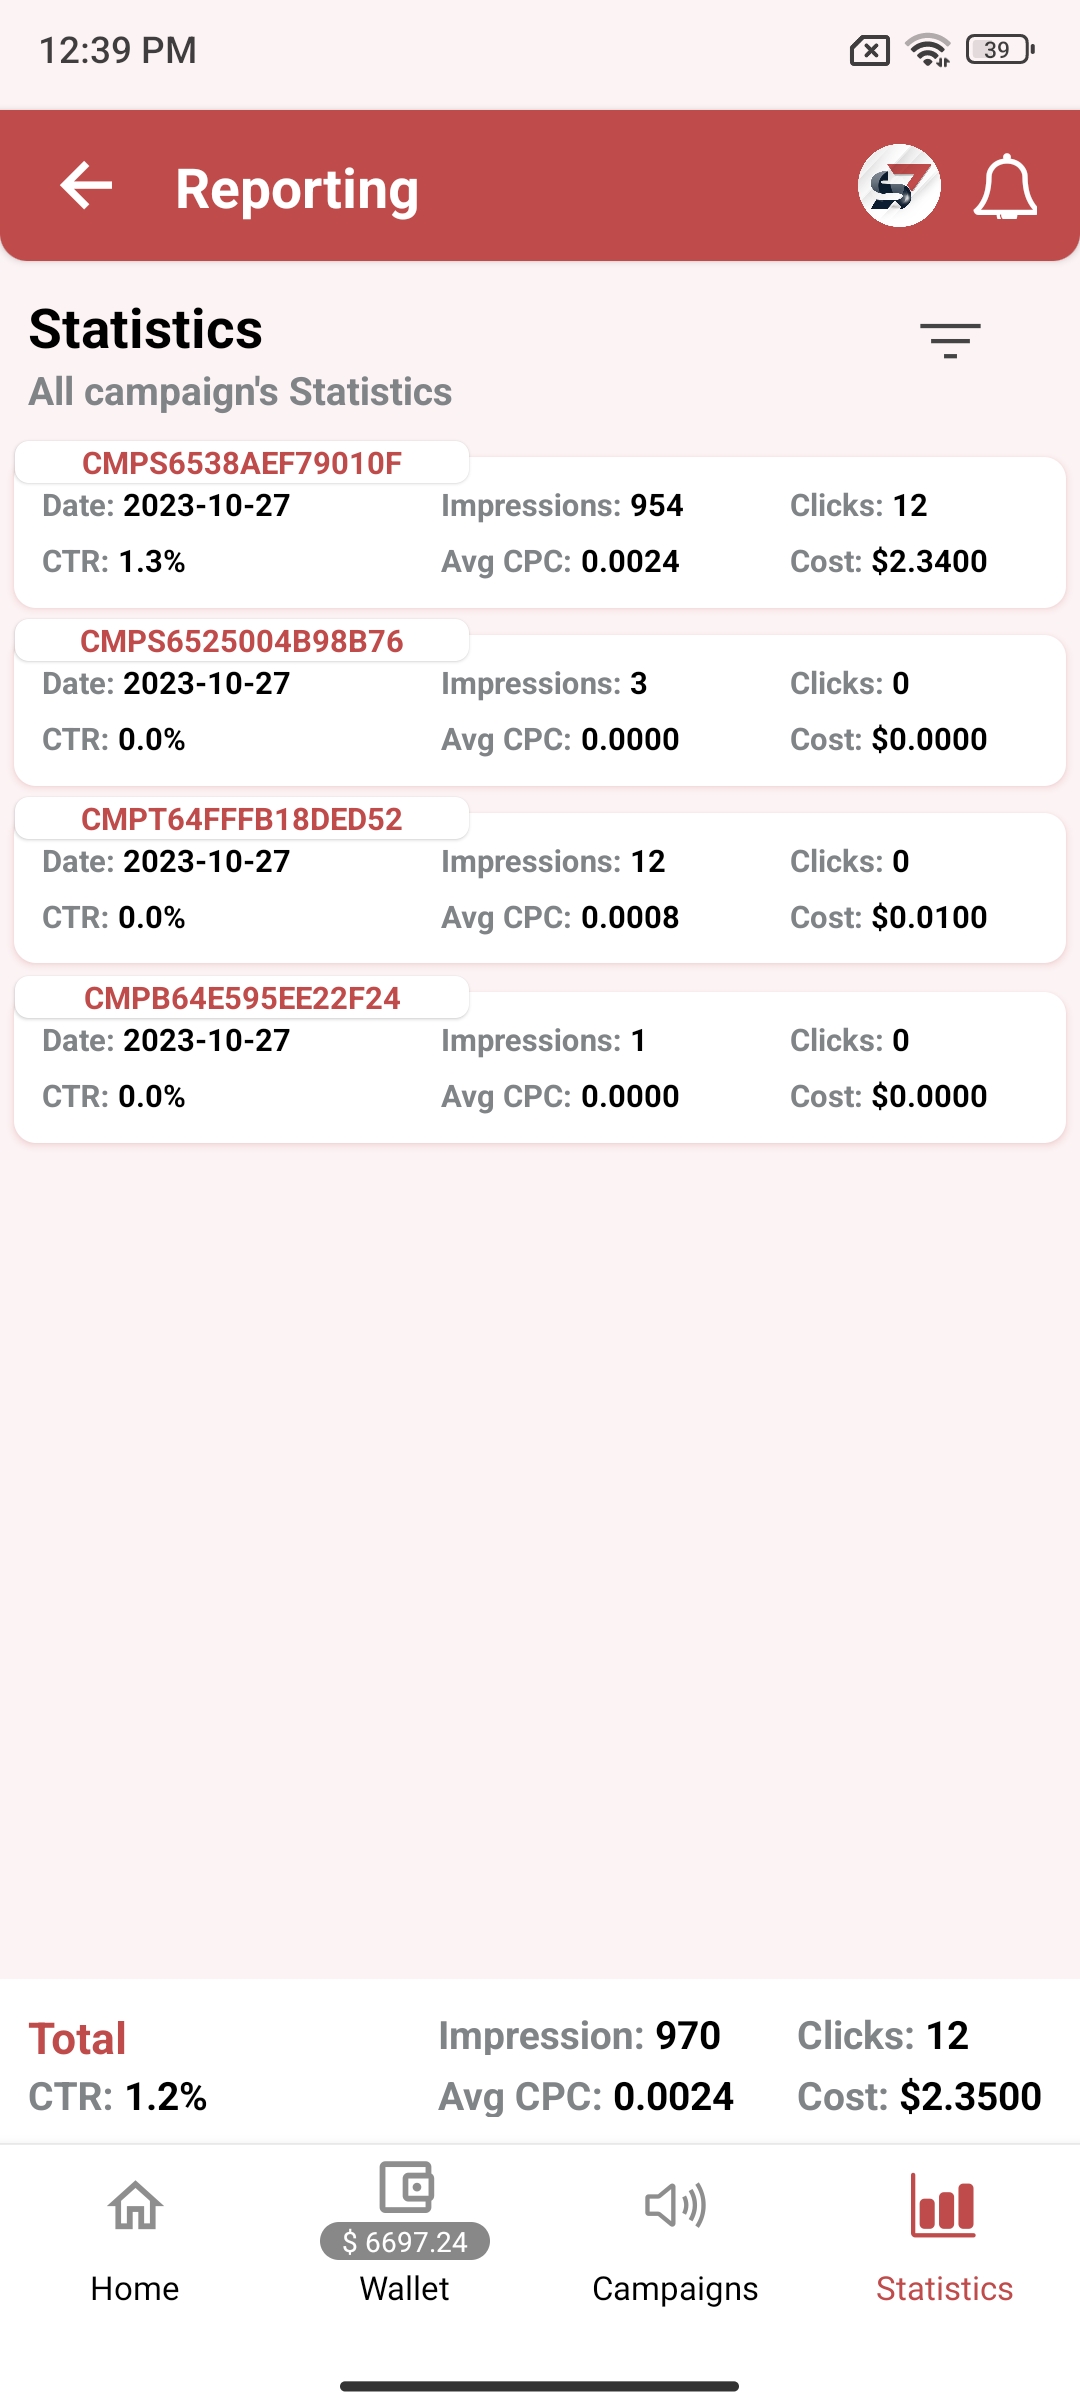 12:39 PM
39
Reporting
S7
Statistics
All campaign's Statistics
CMPS6538AEF79010F
Date: 2023-10-27 Impressions: 954 Clicks: 12
CTR: 1.3% Avg CPC: 0.0024 Cost: $2.3400
CMPS6525004B98B76
Date: 2023-10-27 Impressions: 3 Clicks: 0
CTR: 0.0% Avg CPC: 0.0000 Cost: $0.0000
CMPT64FFFB18DED52
Date: 2023-10-27 Impressions: 12 Clicks: 0
CTR: 0.0% Avg CPC: 0.0008 Cost: $0.0100
CMPB64E595EE22F24
Date: 2023-10-27 Impressions: 1 Clicks: 0
CTR: 0.0% Avg CPC: 0.0000 Cost: $0.0000
Total Impression: 970 Clicks: 12
CTR: 1.2% Avg CPC: 0.0024 Cost: $2.3500
$ 6697.24
Home Wallet Campaigns Statistics